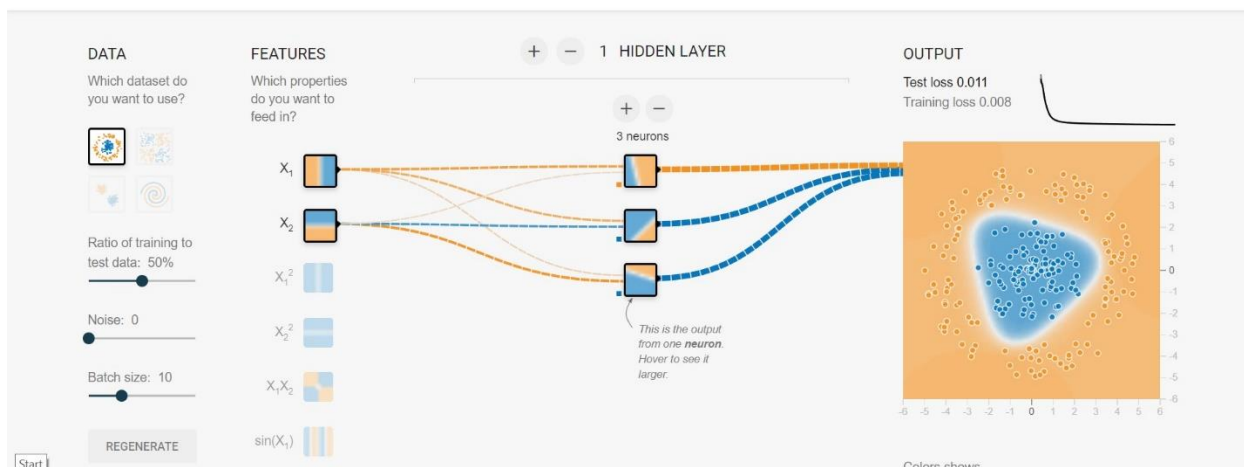 DATA
Which dataset do
you want to use?
Ratio of training to
test data: 50%
Noise: 0
Batch size: 10
REGENERATE
Start
FEATURES
Which properties
do you want to
feed in?
X1
X2
X1²
X2²
X1X2
sin(X1)
+ − 1 HIDDEN LAYER
+ −
3 neurons
This is the output
from one neuron.
Hover to see it
larger.
OUTPUT
Test loss 0.011
Training loss 0.008
6
5
4
3
2
1
0
-1
-2
-3
-4
-5
-6
-6 -5 -4 -3 -2 -1 0 1 2 3 4 5 6
Colors shows